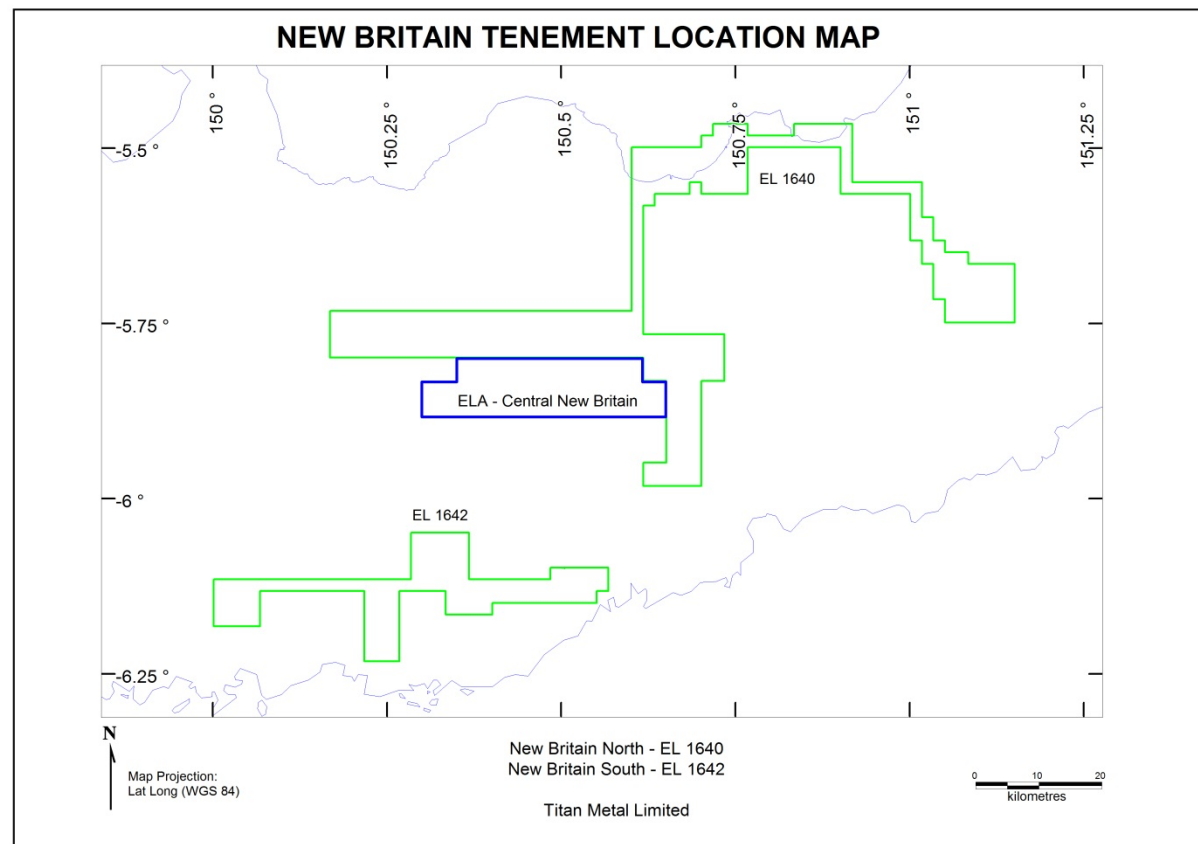 NEW BRITAIN TENEMENT LOCATION MAP
150 °
150.25 °
150.5 °
150.75 °
151 °
151.25 °
-5.5 °
EL 1640
-5.75 °
ELA - Central New Britain
-6 °
EL 1642
-6.25 °
N
Map Projection:
Lat Long (WGS 84)
New Britain North - EL 1640
New Britain South - EL 1642
Titan Metal Limited
0 10 20
kilometres